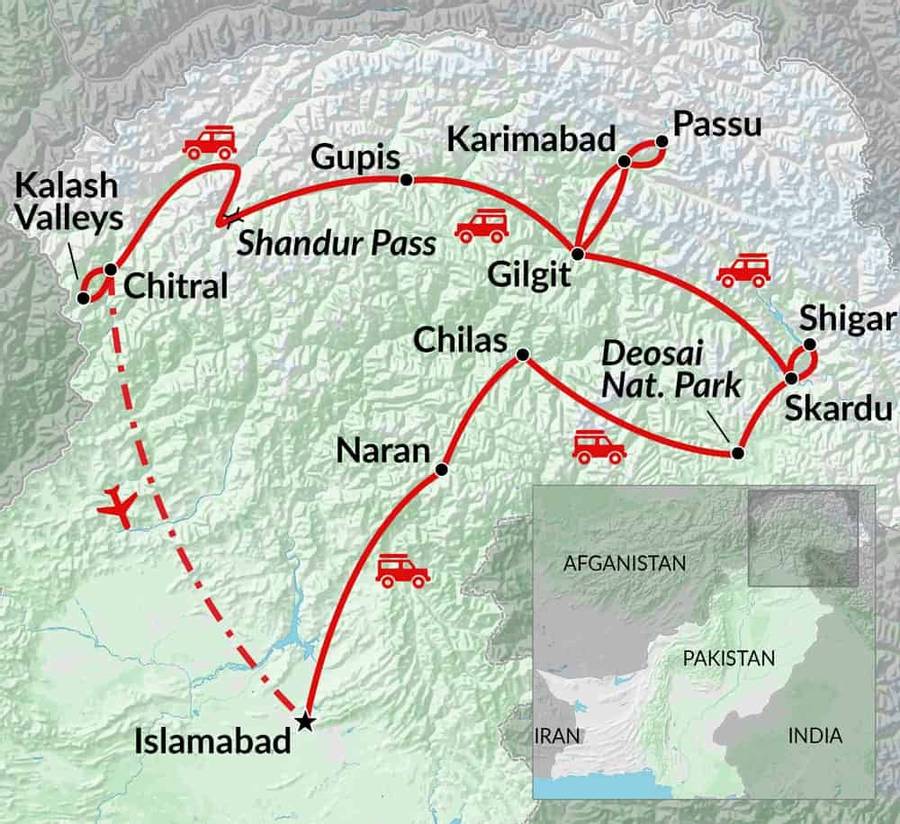 Passu
Karimabad
Gupis
Kalash
Valleys
Shandur Pass
Gilgit
Chitral
Shigar
Chilas
Deosai
Nat. Park
Skardu
Naran
AFGANISTAN
PAKISTAN
IRAN
INDIA
Islamabad